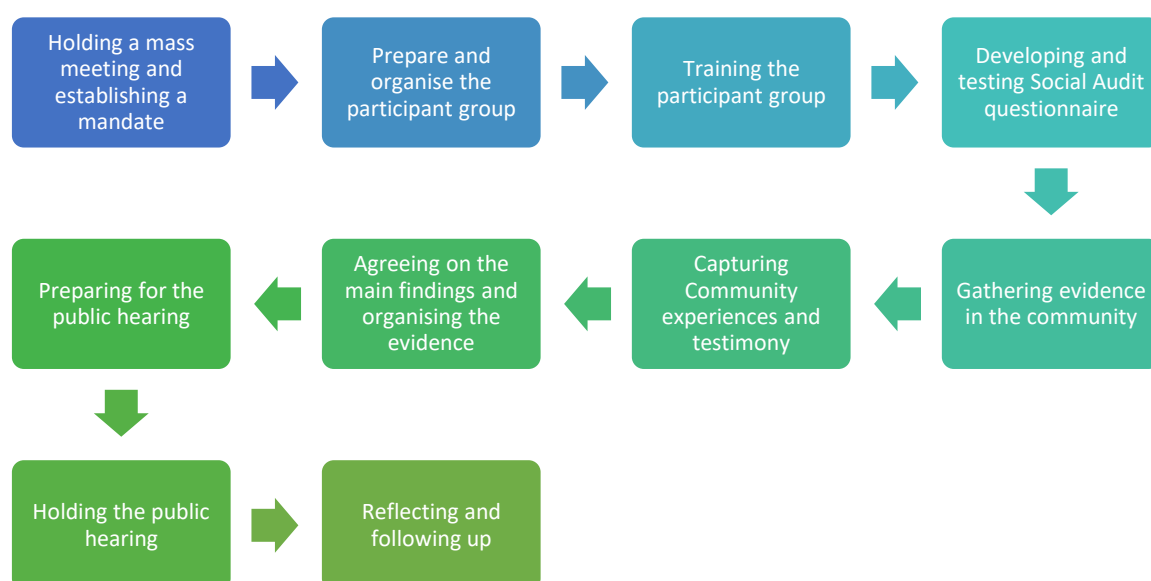 Holding a mass
meeting and
establishing a
mandate
Prepare and
organise the
participant group
Training the
participant group
Developing and
testing Social Audit
questionnaire
Gathering evidence
in the community
Capturing
Community
experiences and
testimony
Agreeing on the
main findings and
organising the
evidence
Preparing for the
public hearing
Holding the public
hearing
Reflecting and
following up